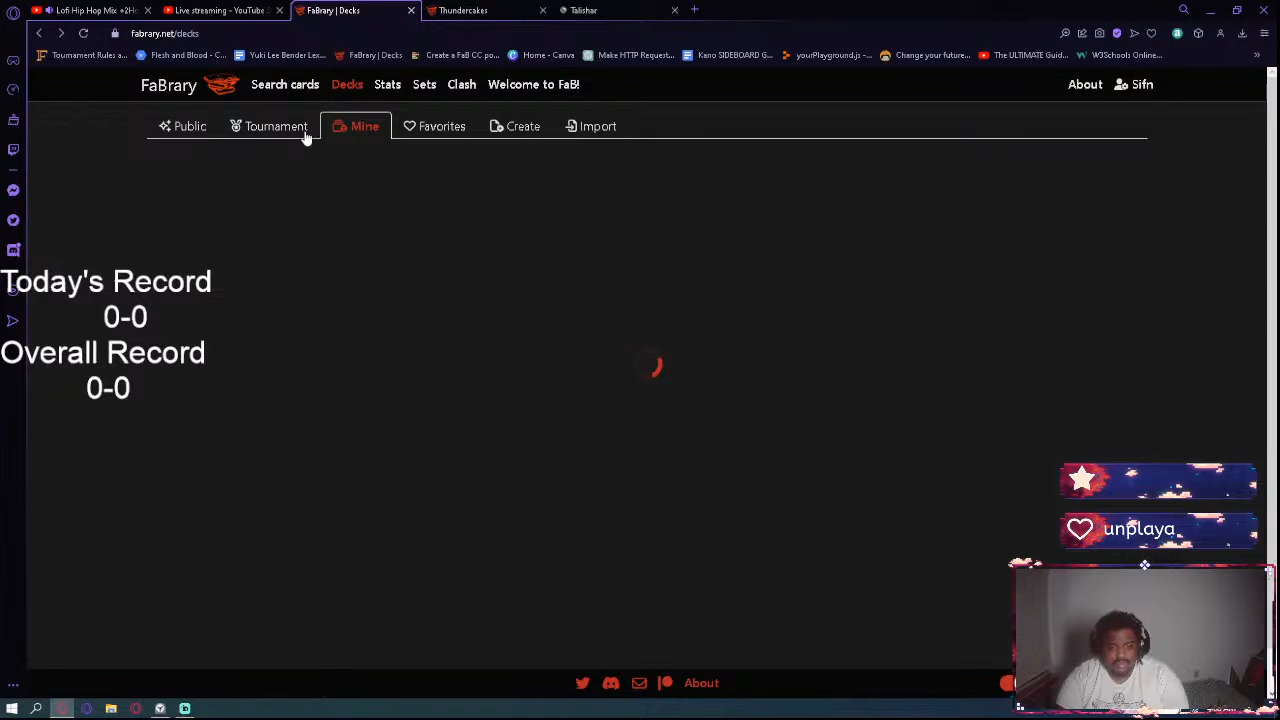 Lofi Hip Hop Mix +2H
Live streaming - YouTube S
FaBrary | Decks
Thundercakes
Talishar
fabrary.net/decks
Tournament Rules a...
Flesh and Blood - C...
Yuki Lee Bender Lex...
FaBrary | Decks
Create a FaB CC po...
Home - Canva
Make HTTP Request...
Kano SIDEBOARD G...
yourPlayground.js -...
Change your future...
The ULTIMATE Guid...
W3Schools Onlin...
FaBrary
Search cards
Decks
Stats
Sets
Clash
Welcome to FaB!
About
Sifn
Public
Tournament
Mine
Favorites
Create
Import
Today's Record
0-0
Overall Record
0-0
unplaya
About